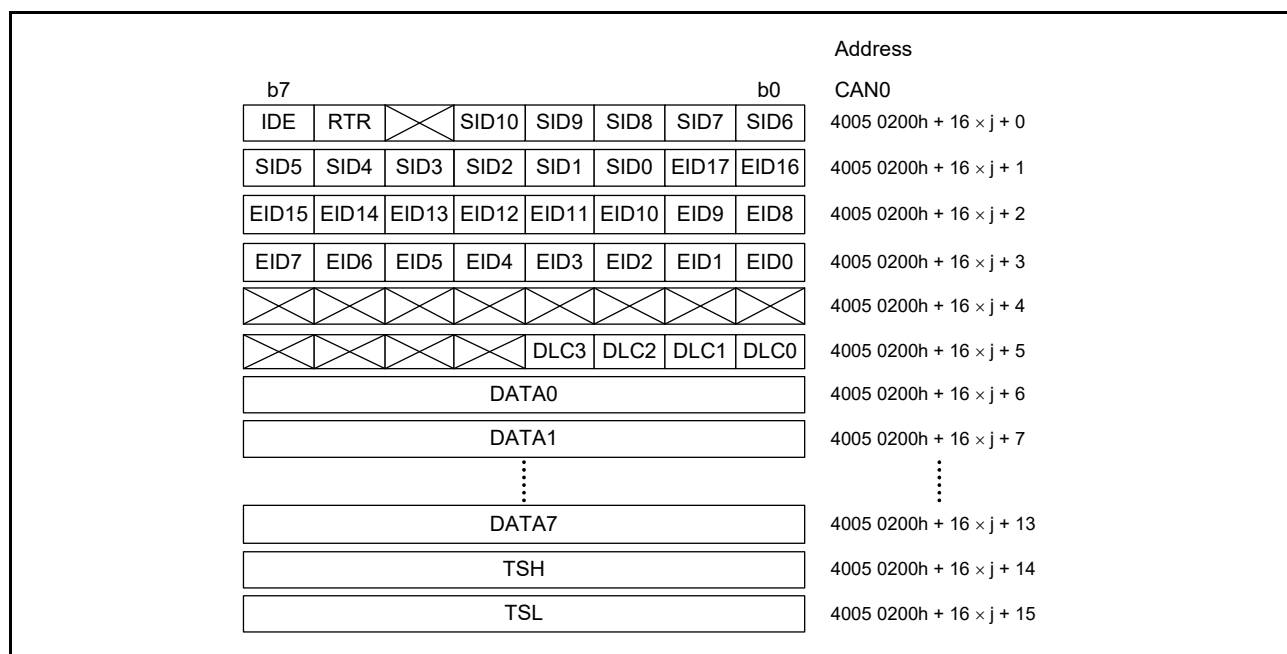 Address
b7 b0 CAN0
IDE RTR SID10 SID9 SID8 SID7 SID6 4005 0200h + 16 × j + 0
SID5 SID4 SID3 SID2 SID1 SID0 EID17 EID16 4005 0200h + 16 × j + 1
EID15 EID14 EID13 EID12 EID11 EID10 EID9 EID8 4005 0200h + 16 × j + 2
EID7 EID6 EID5 EID4 EID3 EID2 EID1 EID0 4005 0200h + 16 × j + 3
4005 0200h + 16 × j + 4
DLC3 DLC2 DLC1 DLC0 4005 0200h + 16 × j + 5
DATA0 4005 0200h + 16 × j + 6
DATA1 4005 0200h + 16 × j + 7
DATA7 4005 0200h + 16 × j + 13
TSH 4005 0200h + 16 × j + 14
TSL 4005 0200h + 16 × j + 15